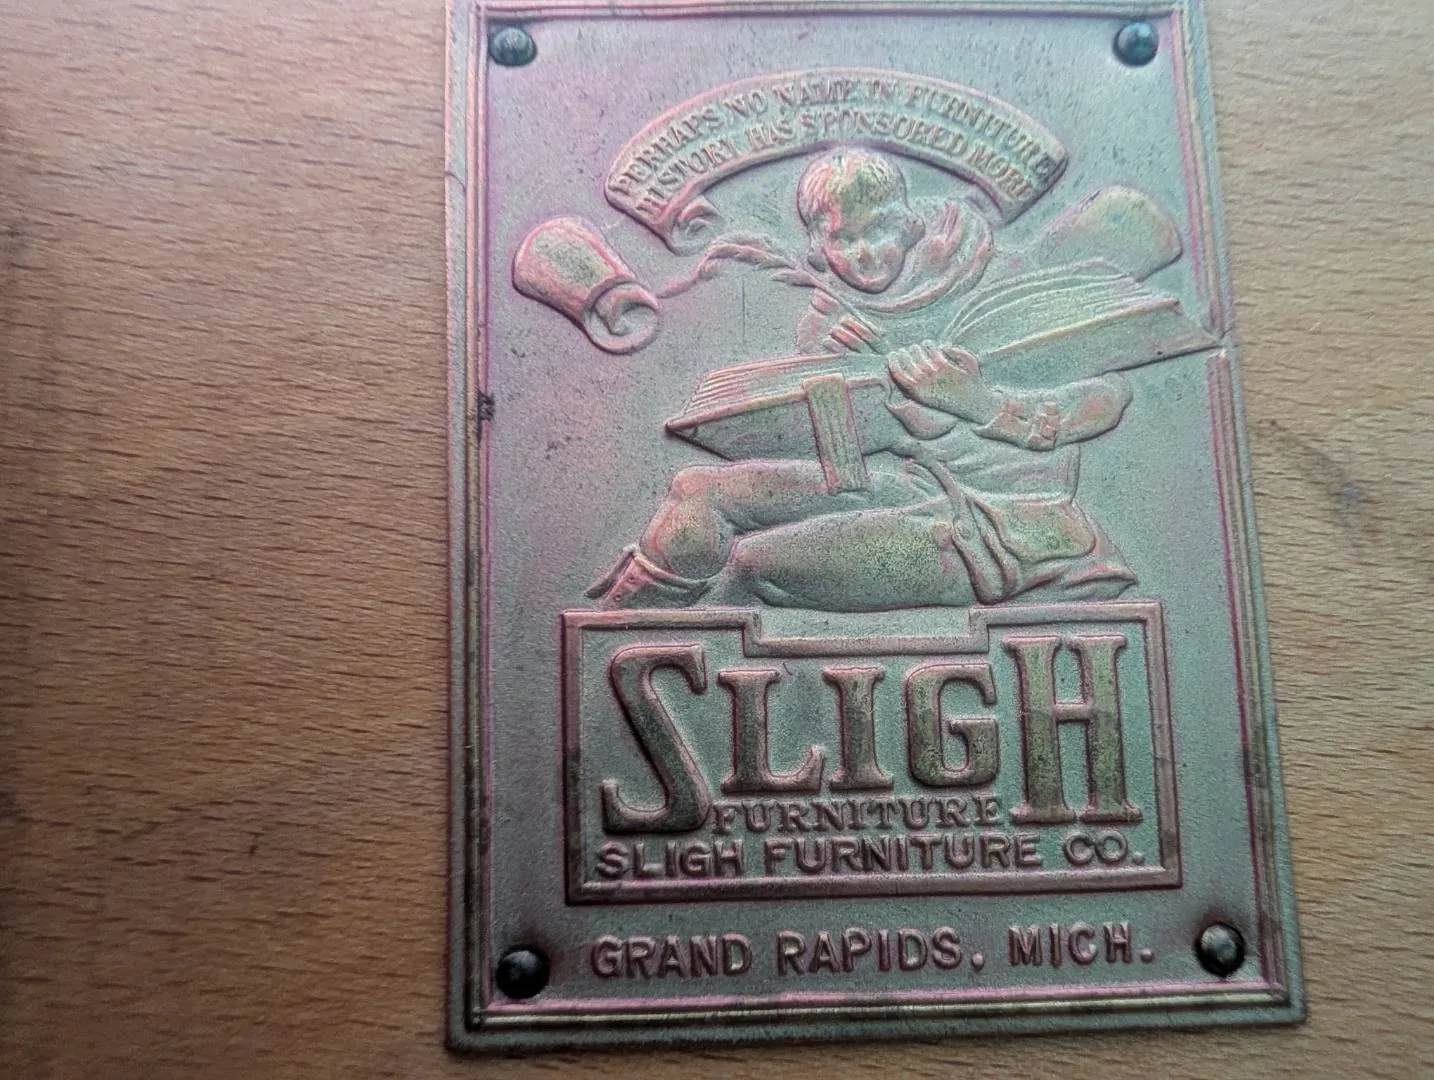 PERHAPS NO NAME IN FURNITURE
HISTORY HAS SPONSORED MORE
SLIGH
FURNITURE
SLIGH FURNITURE CO.
GRAND RAPIDS, MICH.